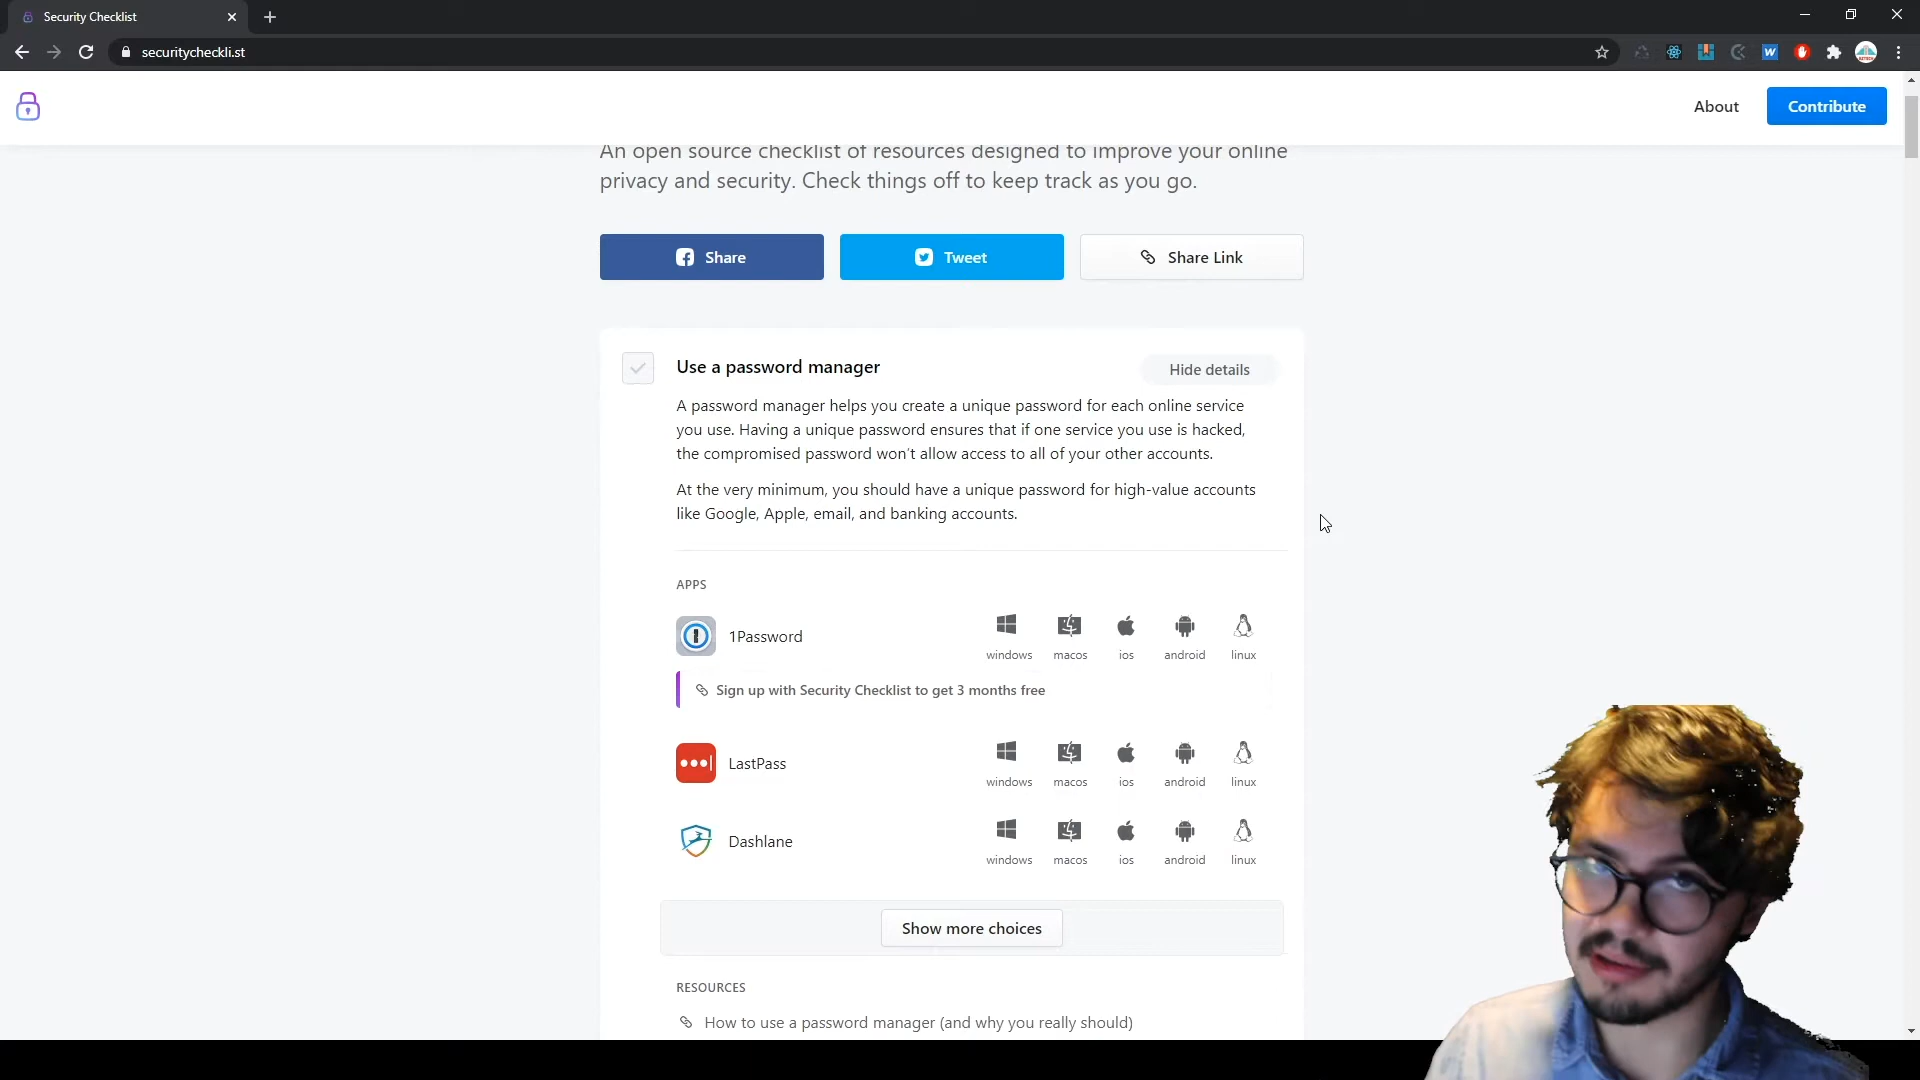 Security Checklist
securitycheckli.st
About
Contribute
An open source checklist of resources designed to improve your online
privacy and security. Check things off to keep track as you go.
Share
Tweet
Share Link
Use a password manager
Hide details
A password manager helps you create a unique password for each online service
you use. Having a unique password ensures that if one service you use is hacked,
the compromised password won't allow access to all of your other accounts.
At the very minimum, you should have a unique password for high-value accounts
like Google, Apple, email, and banking accounts.
APPS
1Password
windows macos ios android linux
Sign up with Security Checklist to get 3 months free
LastPass
windows macos ios android linux
Dashlane
windows macos ios android linux
Show more choices
RESOURCES
How to use a password manager (and why you really should)